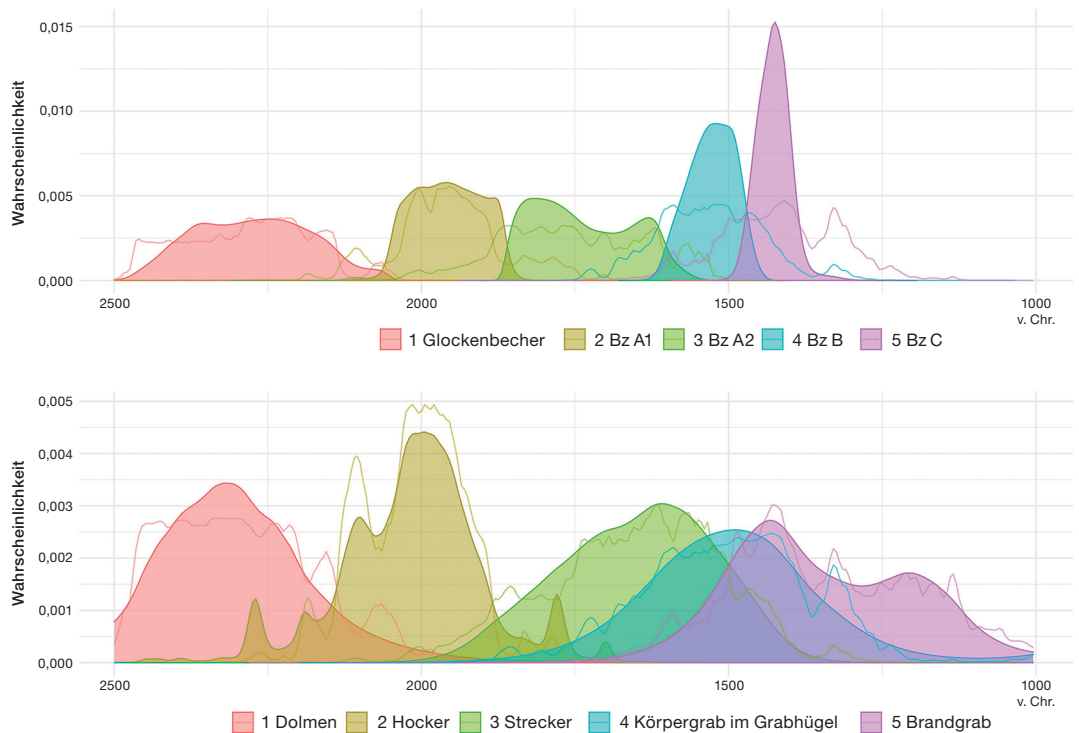 Wahrscheinlichkeit
0,015
0,010
0,005
0,000
2500 2000 1500 1000
v. Chr.
1 Glockenbecher 2 Bz A1 3 Bz A2 4 Bz B 5 Bz C
Wahrscheinlichkeit
0,005
0,004
0,003
0,002
0,001
0,000
2500 2000 1500 1000
v. Chr.
1 Dolmen 2 Hocker 3 Strecker 4 Körpergrab im Grabhügel 5 Brandgrab